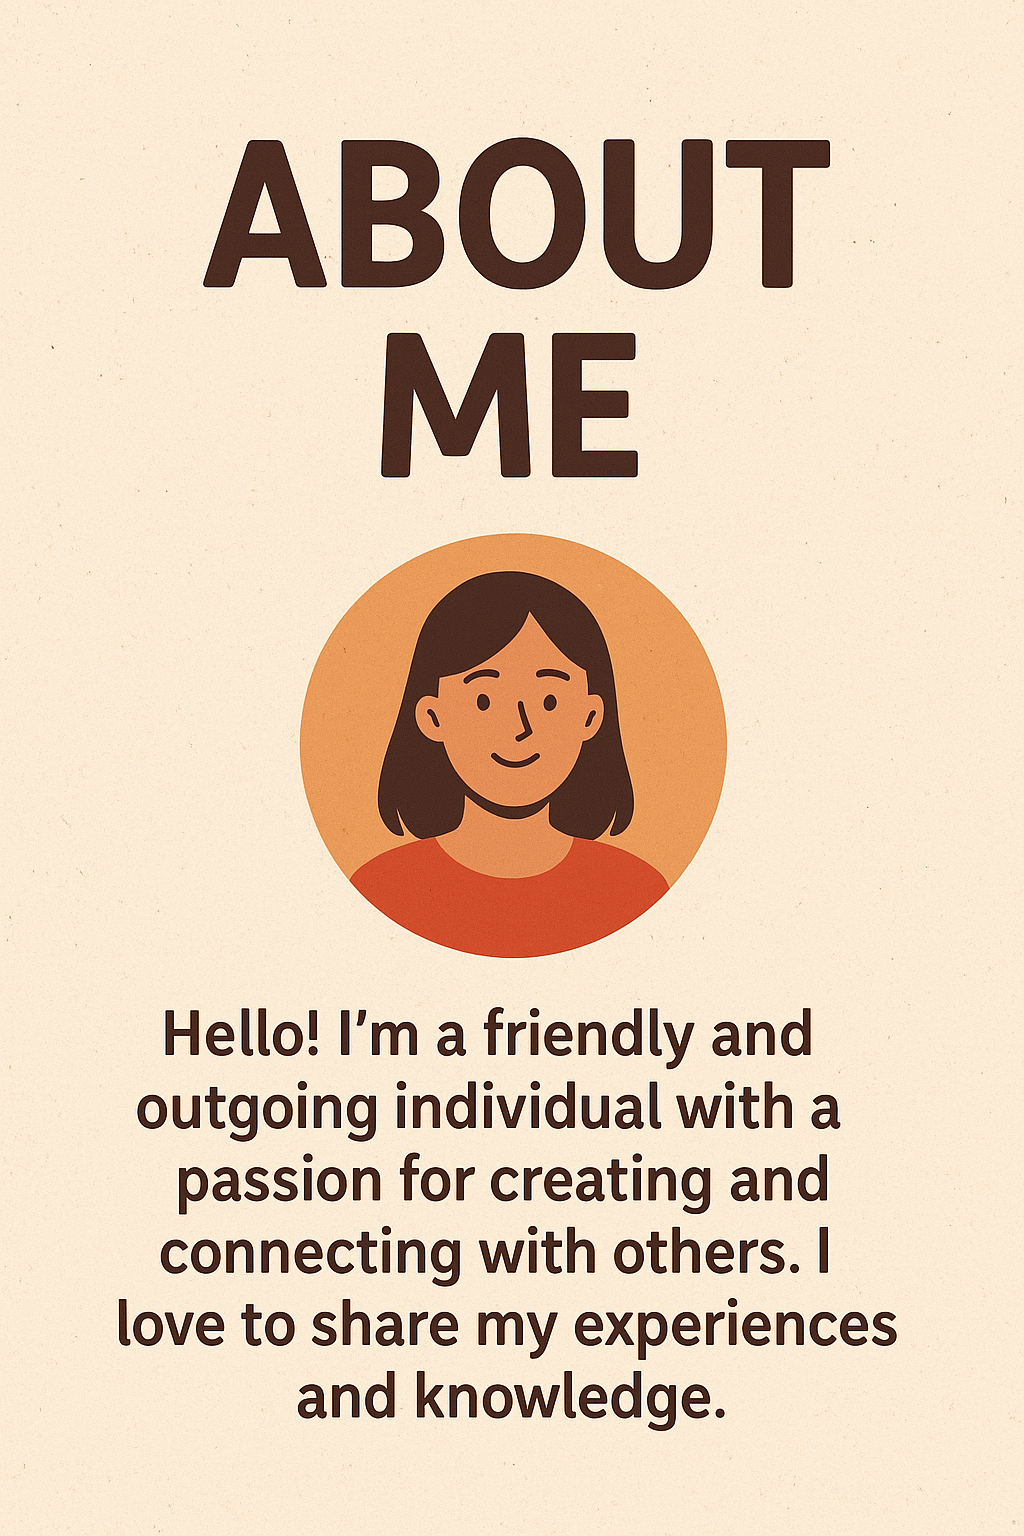 ABOUT
ME
Hello! I’m a friendly and
outgoing individual with a
passion for creating and
connecting with others. I
love to share my experiences
and knowledge.